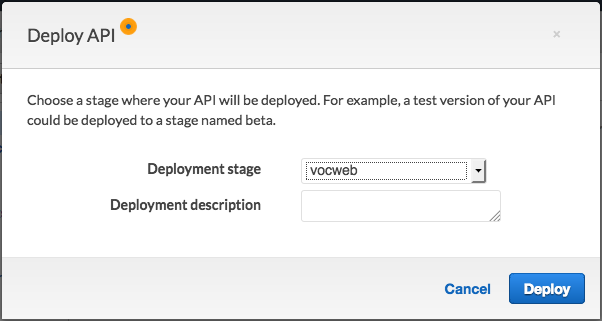 Deploy API
Choose a stage where your API will be deployed. For example, a test version of your API
could be deployed to a stage named beta.
Deployment stage vocweb
Deployment description
Cancel Deploy